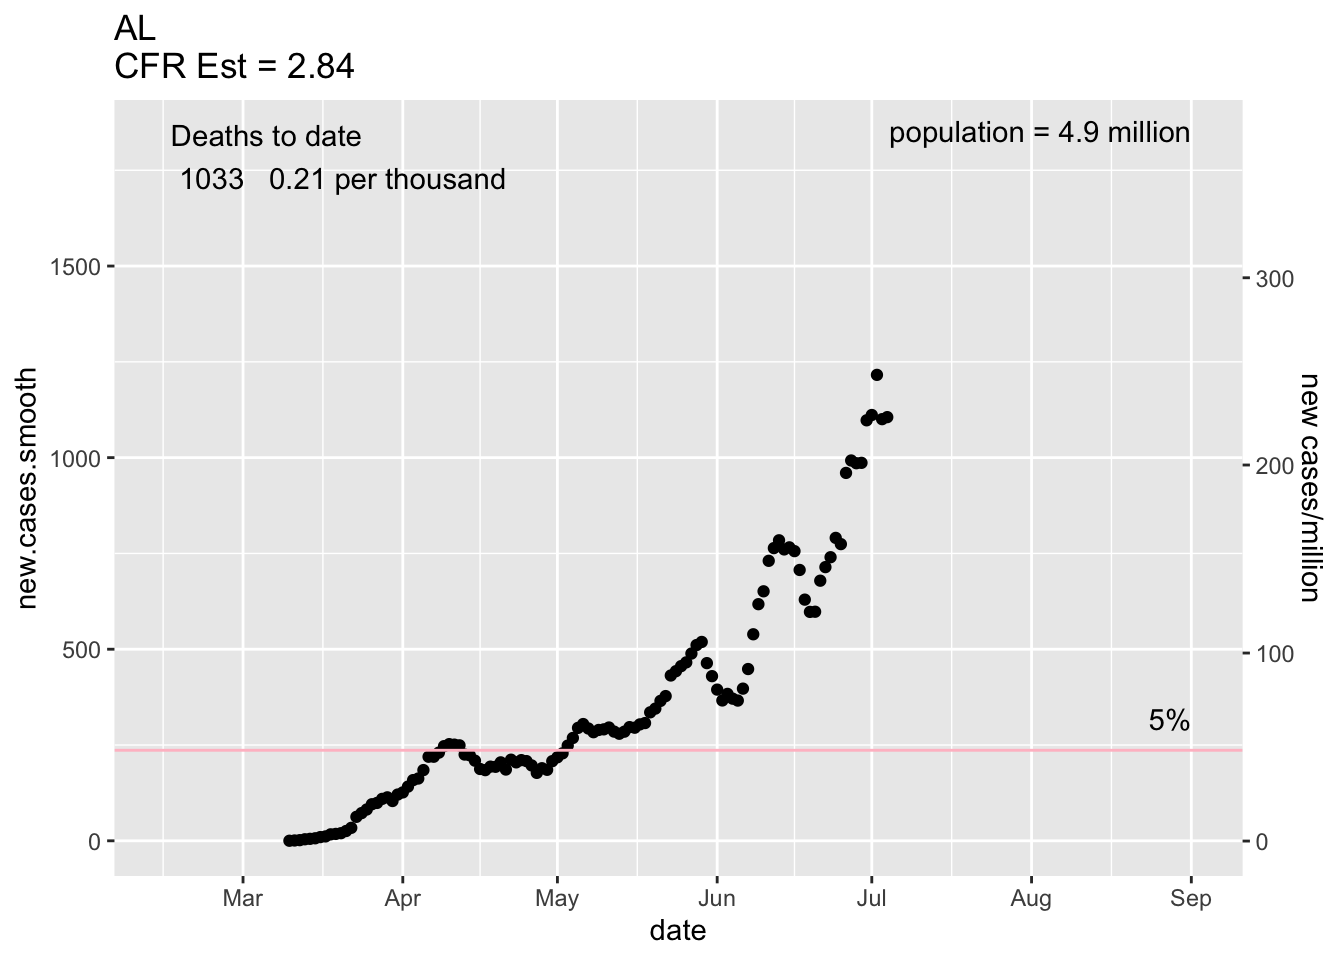 AL
CFR Est = 2.84
Deaths to date
1033   0.21 per thousand
population = 4.9 million
1500
1000
500
0
new.cases.smooth
300
200
100
0
new cases/million
5%
Mar
Apr
May
Jun
Jul
Aug
Sep
date